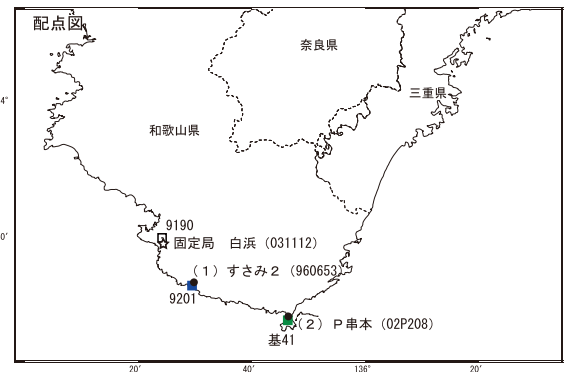 配点図
奈良県
三重県
4°
和歌山県
9190
0′
固定局 白浜（031112）
（1）すさみ2（960653）
9201
（2）P串本（02P208）
基41
20′
40′
136°
20′